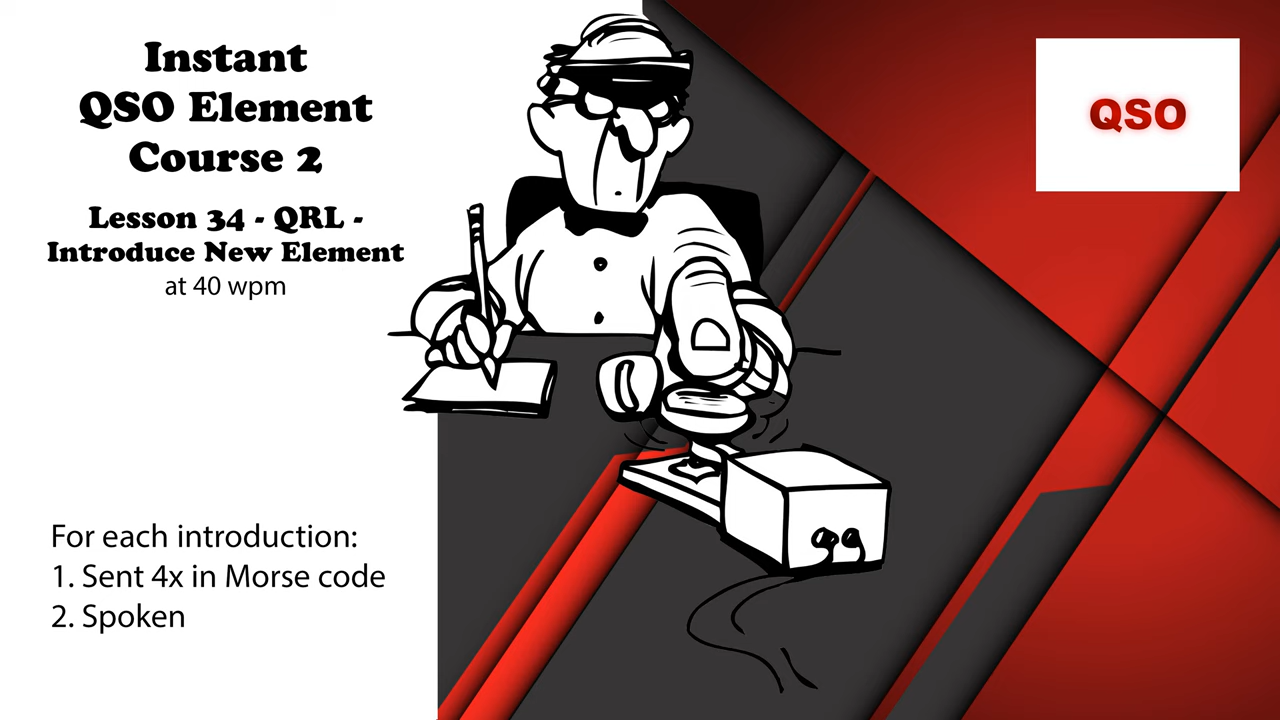 Instant
QSO Element
Course 2
Lesson 34 - QRL -
Introduce New Element
at 40 wpm
QSO
For each introduction:
1. Sent 4x in Morse code
2. Spoken